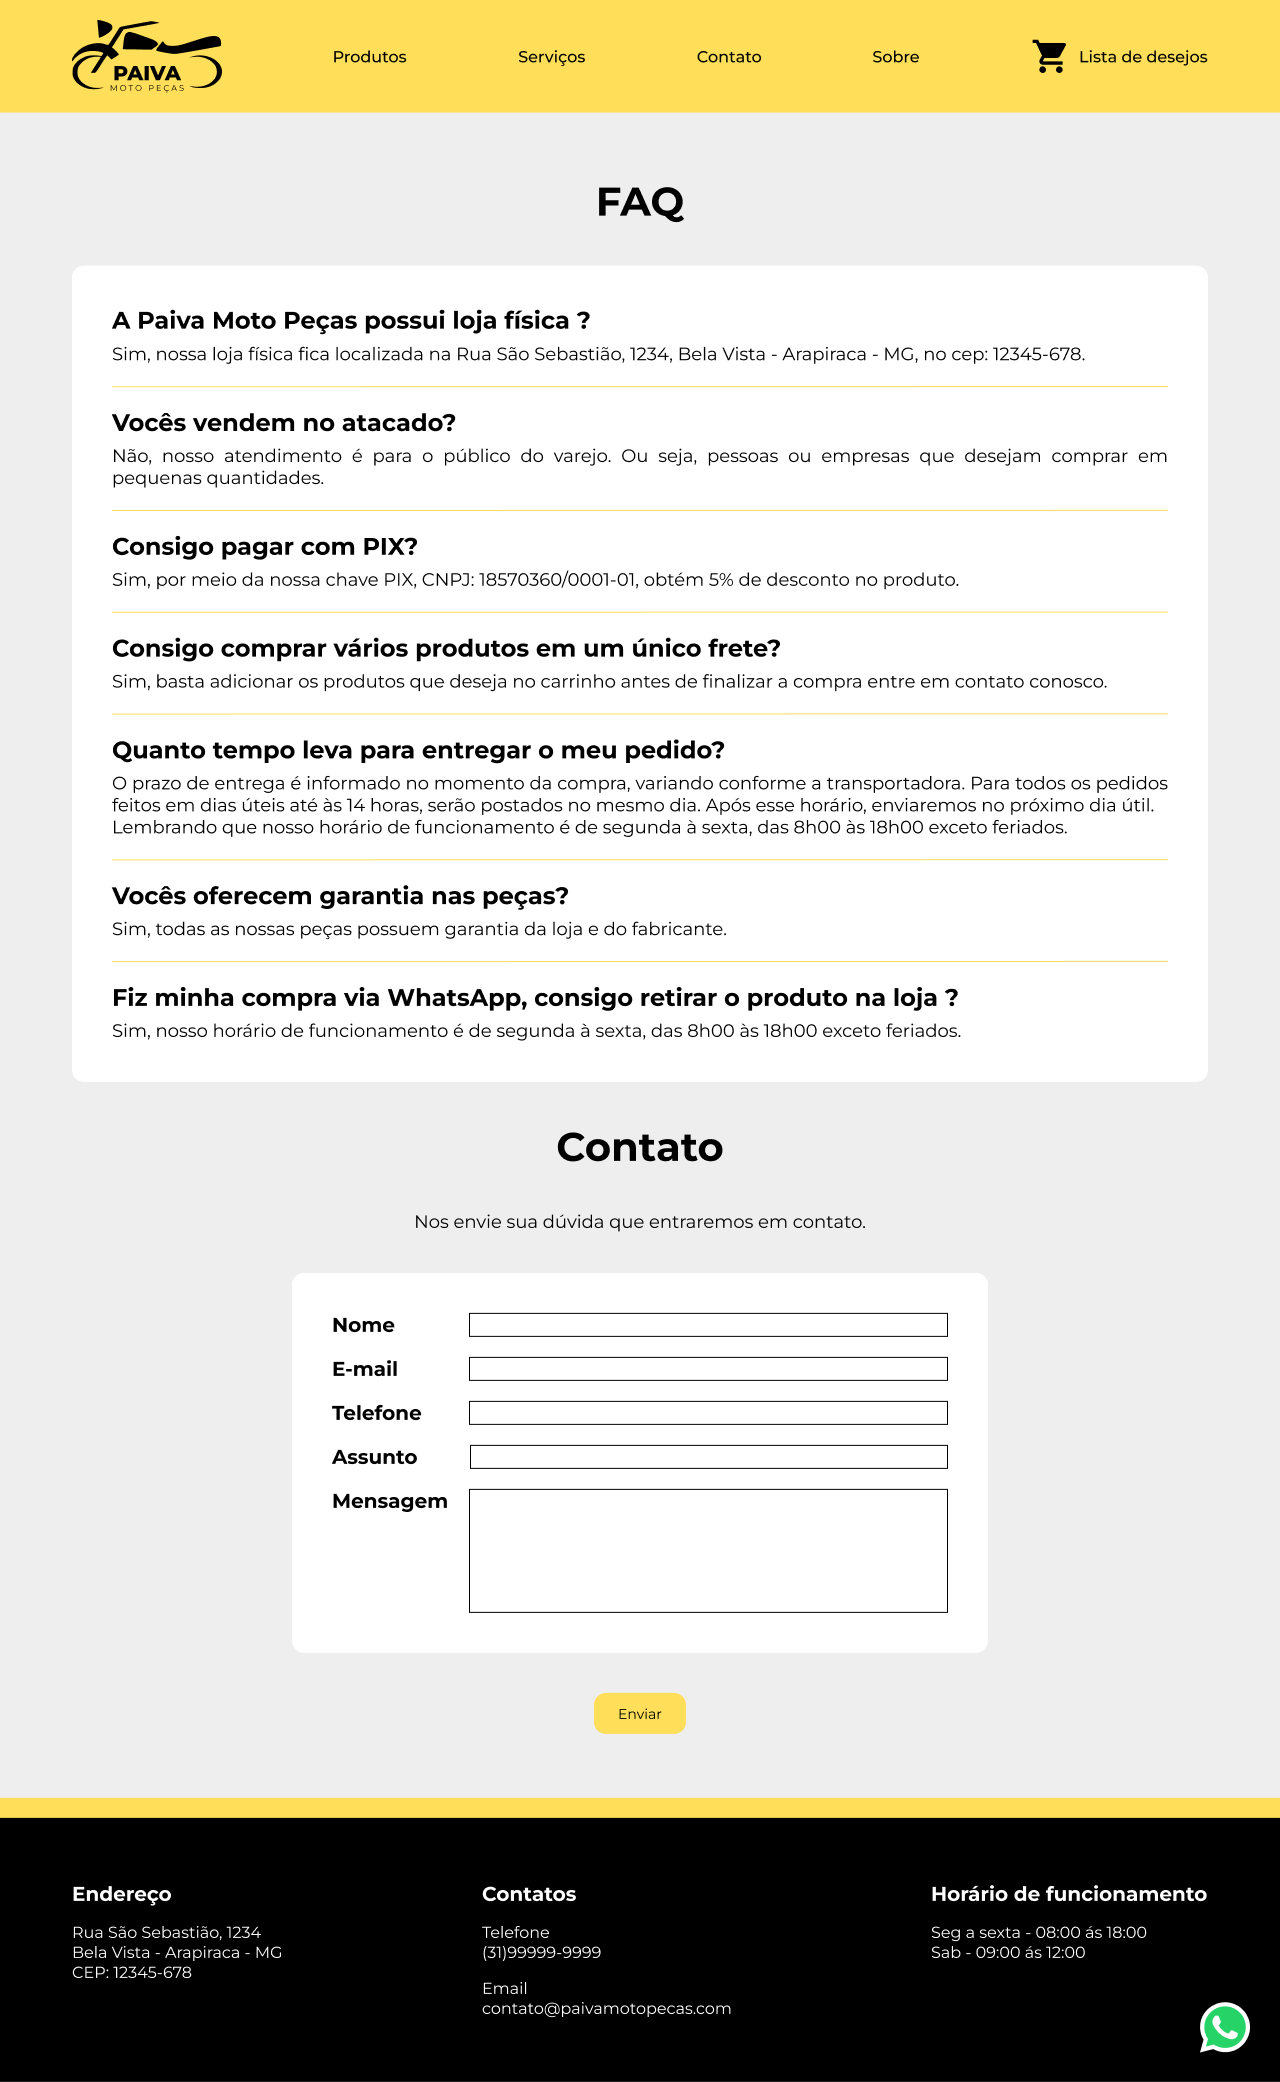 PAIVA
MOTO PEÇAS
Produtos
Serviços
Contato
Sobre
Lista de desejos
FAQ
A Paiva Moto Peças possui loja física ?
Sim, nossa loja física fica localizada na Rua São Sebastião, 1234, Bela Vista - Arapiraca - MG, no cep: 12345-678.
Vocês vendem no atacado?
Não, nosso atendimento é para o público do varejo. Ou seja, pessoas ou empresas que desejam comprar em
pequenas quantidades.
Consigo pagar com PIX?
Sim, por meio da nossa chave PIX, CNPJ: 18570360/0001-01, obtém 5% de desconto no produto.
Consigo comprar vários produtos em um único frete?
Sim, basta adicionar os produtos que deseja no carrinho antes de finalizar a compra entre em contato conosco.
Quanto tempo leva para entregar o meu pedido?
O prazo de entrega é informado no momento da compra, variando conforme a transportadora. Para todos os pedidos
feitos em dias úteis até às 14 horas, serão postados no mesmo dia. Após esse horário, enviaremos no próximo dia útil.
Lembrando que nosso horário de funcionamento é de segunda à sexta, das 8h00 às 18h00 exceto feriados.
Vocês oferecem garantia nas peças?
Sim, todas as nossas peças possuem garantia da loja e do fabricante.
Fiz minha compra via WhatsApp, consigo retirar o produto na loja ?
Sim, nosso horário de funcionamento é de segunda à sexta, das 8h00 às 18h00 exceto feriados.
Contato
Nos envie sua dúvida que entraremos em contato.
Nome
E-mail
Telefone
Assunto
Mensagem
Enviar
Endereço
Rua São Sebastião, 1234
Bela Vista - Arapiraca - MG
CEP: 12345-678
Contatos
Telefone
(31)99999-9999
Email
contato@paivamotopecas.com
Horário de funcionamento
Seg a sexta - 08:00 ás 18:00
Sab - 09:00 ás 12:00